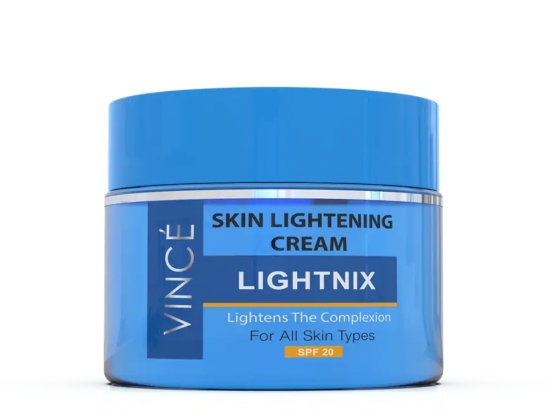 VINCÉ
SKIN LIGHTENING
CREAM
LIGHTNIX
Lightens The Complexion
For All Skin Types
SPF 20